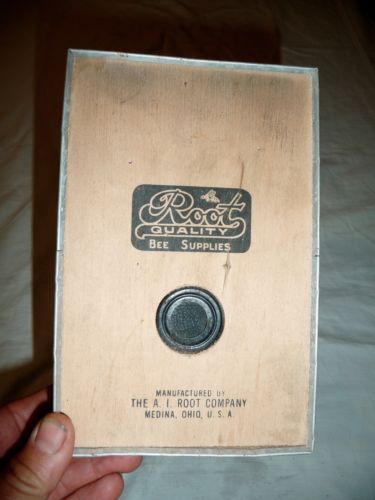 Root
QUALITY
BEE SUPPLIES
MANUFACTURED BY
THE A. I. ROOT COMPANY
MEDINA, OHIO, U. S. A.